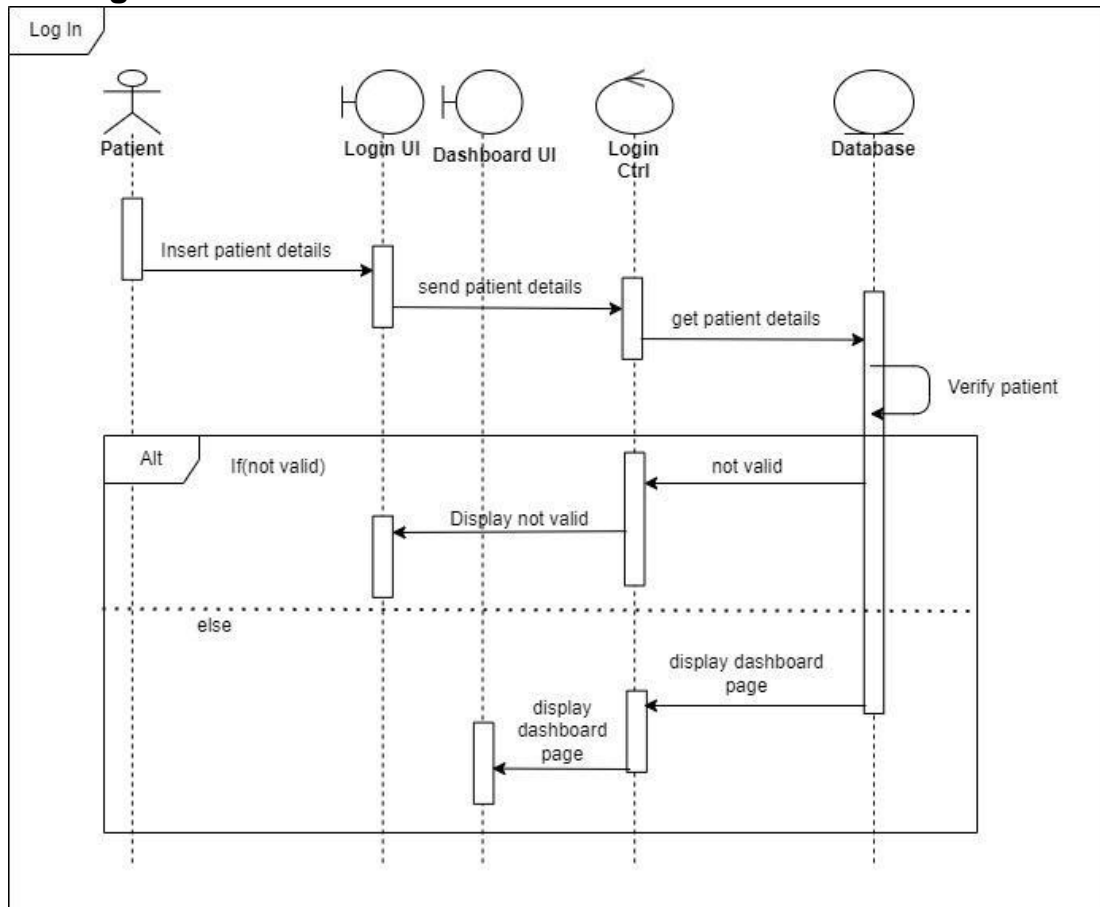 Log In
Patient
Login UI
Dashboard UI
Login
Ctrl
Database
Insert patient details
send patient details
get patient details
Verify patient
Alt
If(not valid)
not valid
Display not valid
else
display dashboard
page
display
dashboard
page